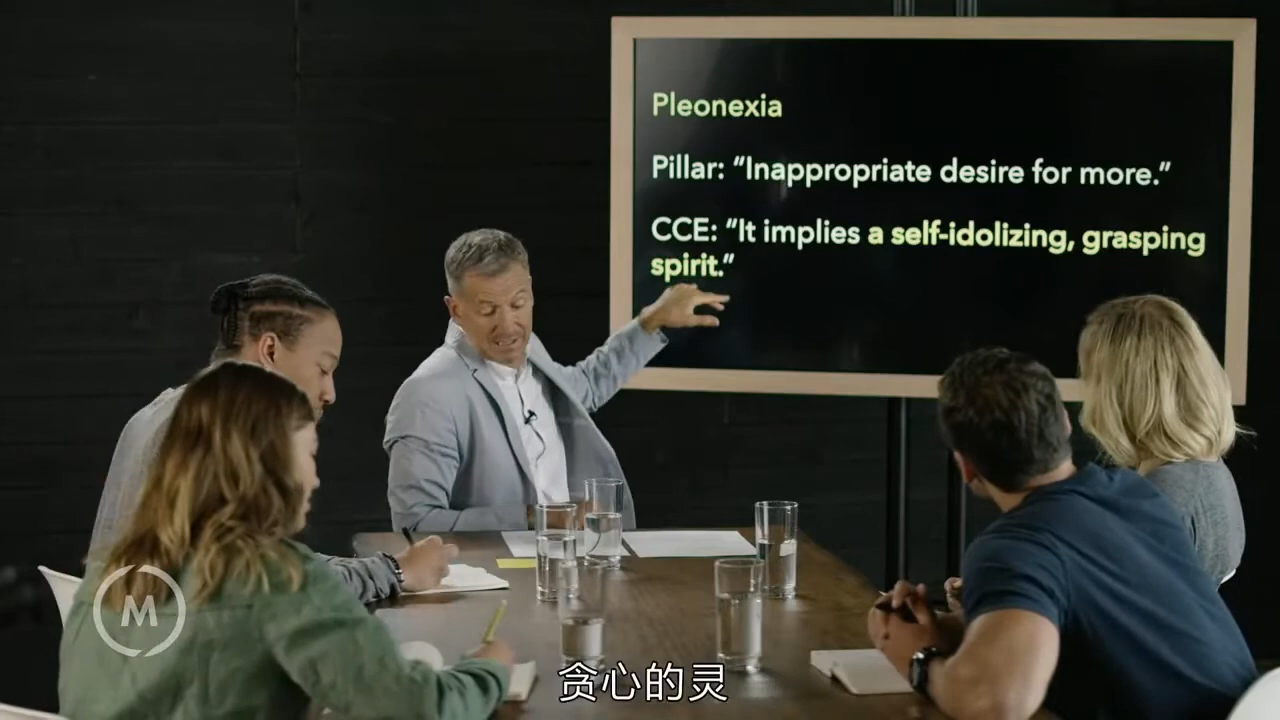 Pleonexia
Pillar: “Inappropriate desire for more.”
CCE: “It implies a self-idolizing, grasping
spirit.”
M
贪心的灵